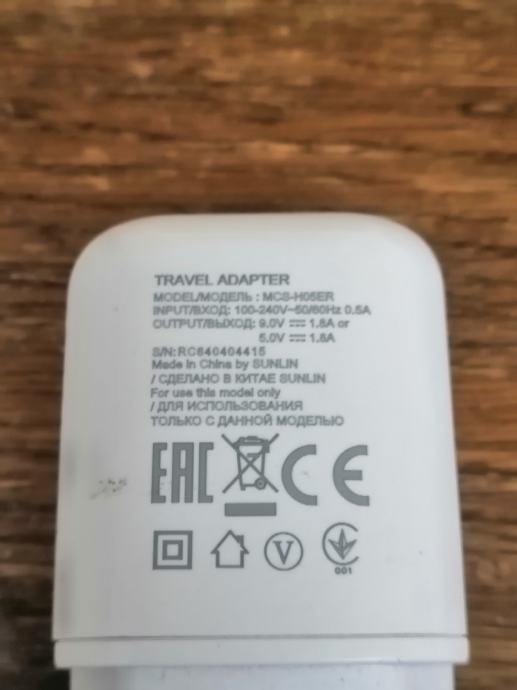 TRAVEL ADAPTER
MODEL/МОДЕЛЬ : MCS-H05ER
INPUT/ВХОД: 100-240V~50/60Hz 0.5A
OUTPUT/ВЫХОД: 9.0V 1.8A or
5.0V 1.8A
S/N:RC640404415
Made in China by SUNLIN
/ СДЕЛАНО В КИТАЕ SUNLIN
For use this model only
/ ДЛЯ ИСПОЛЬЗОВАНИЯ
ТОЛЬКО С ДАННОЙ МОДЕЛЬЮ
EAC CE
V
001